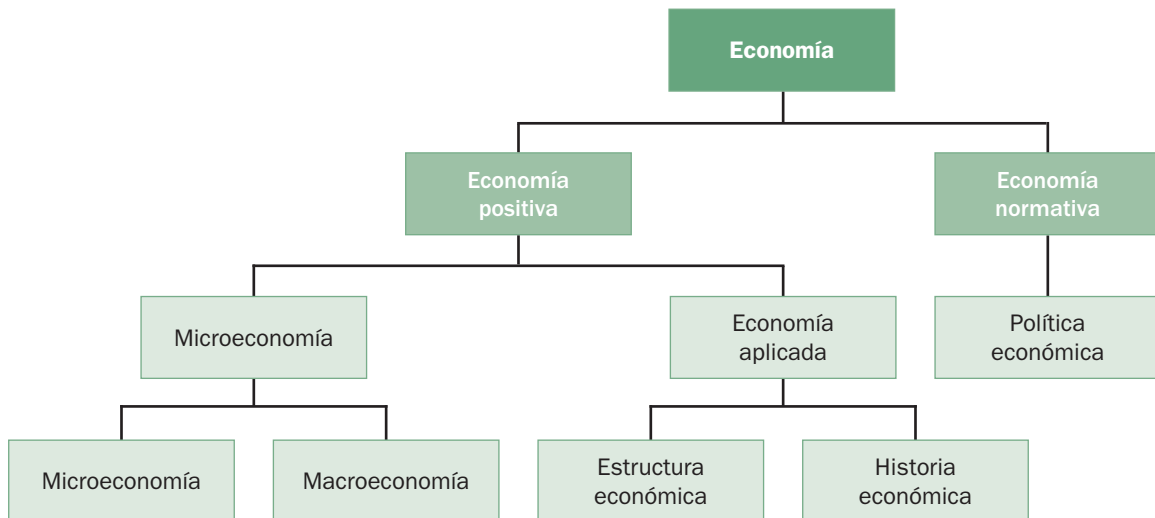 Economía
Economía
positiva
Economía
normativa
Microeconomía
Economía
aplicada
Política
económica
Microeconomía
Macroeconomía
Estructura
económica
Historia
económica